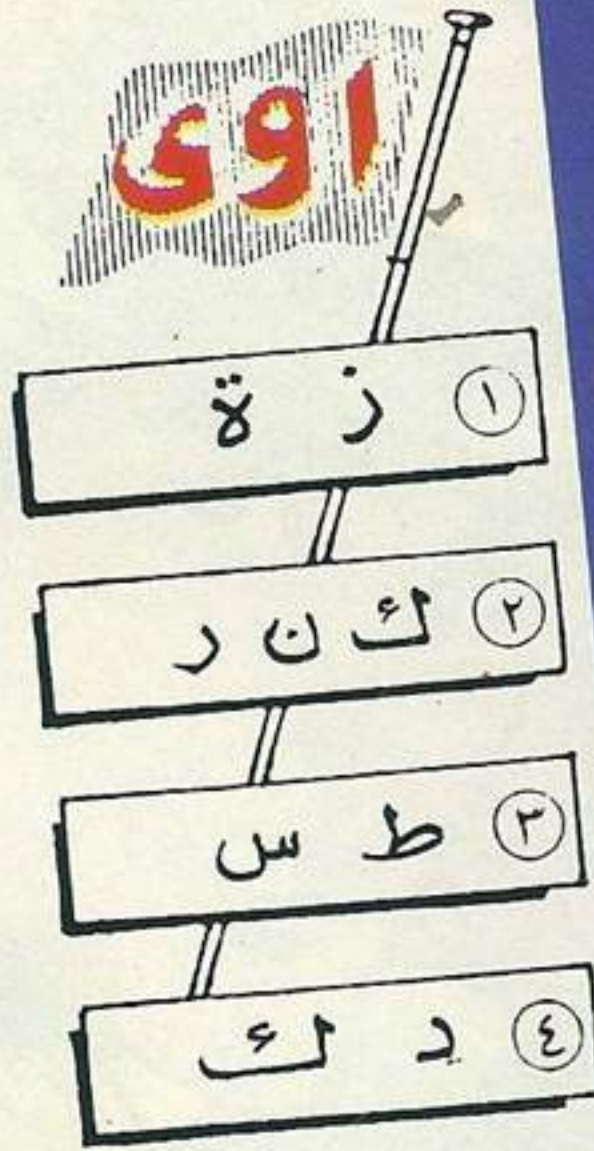 اوى
١ ز ة
٢ ك ن ر
٣ ط س
٤ د ك